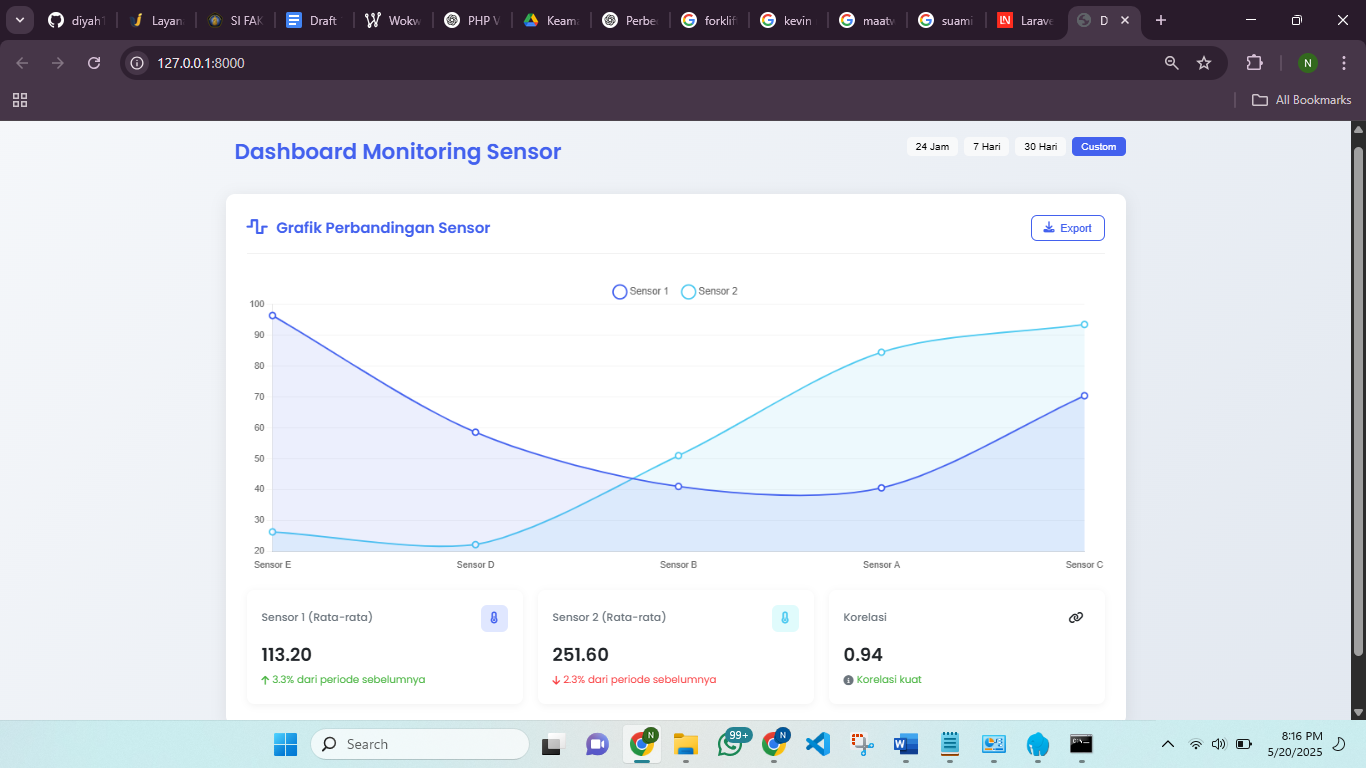 diyah1
Layan
SI FAK
Draft
Wokw
PHP V
Keam
Perbe
forklif
kevin
maatw
suami
Larave
D
127.0.0.1:8000
N
All Bookmarks
Dashboard Monitoring Sensor
24 Jam 7 Hari 30 Hari Custom
Grafik Perbandingan Sensor
Export
Sensor 1 Sensor 2
100
90
80
70
60
50
40
30
20
Sensor E Sensor D Sensor B Sensor A Sensor C
Sensor 1 (Rata-rata)
113.20
3.3% dari periode sebelumnya
Sensor 2 (Rata-rata)
251.60
2.3% dari periode sebelumnya
Korelasi
0.94
Korelasi kuat
Search
N
99+
N
8:16 PM
5/20/2025